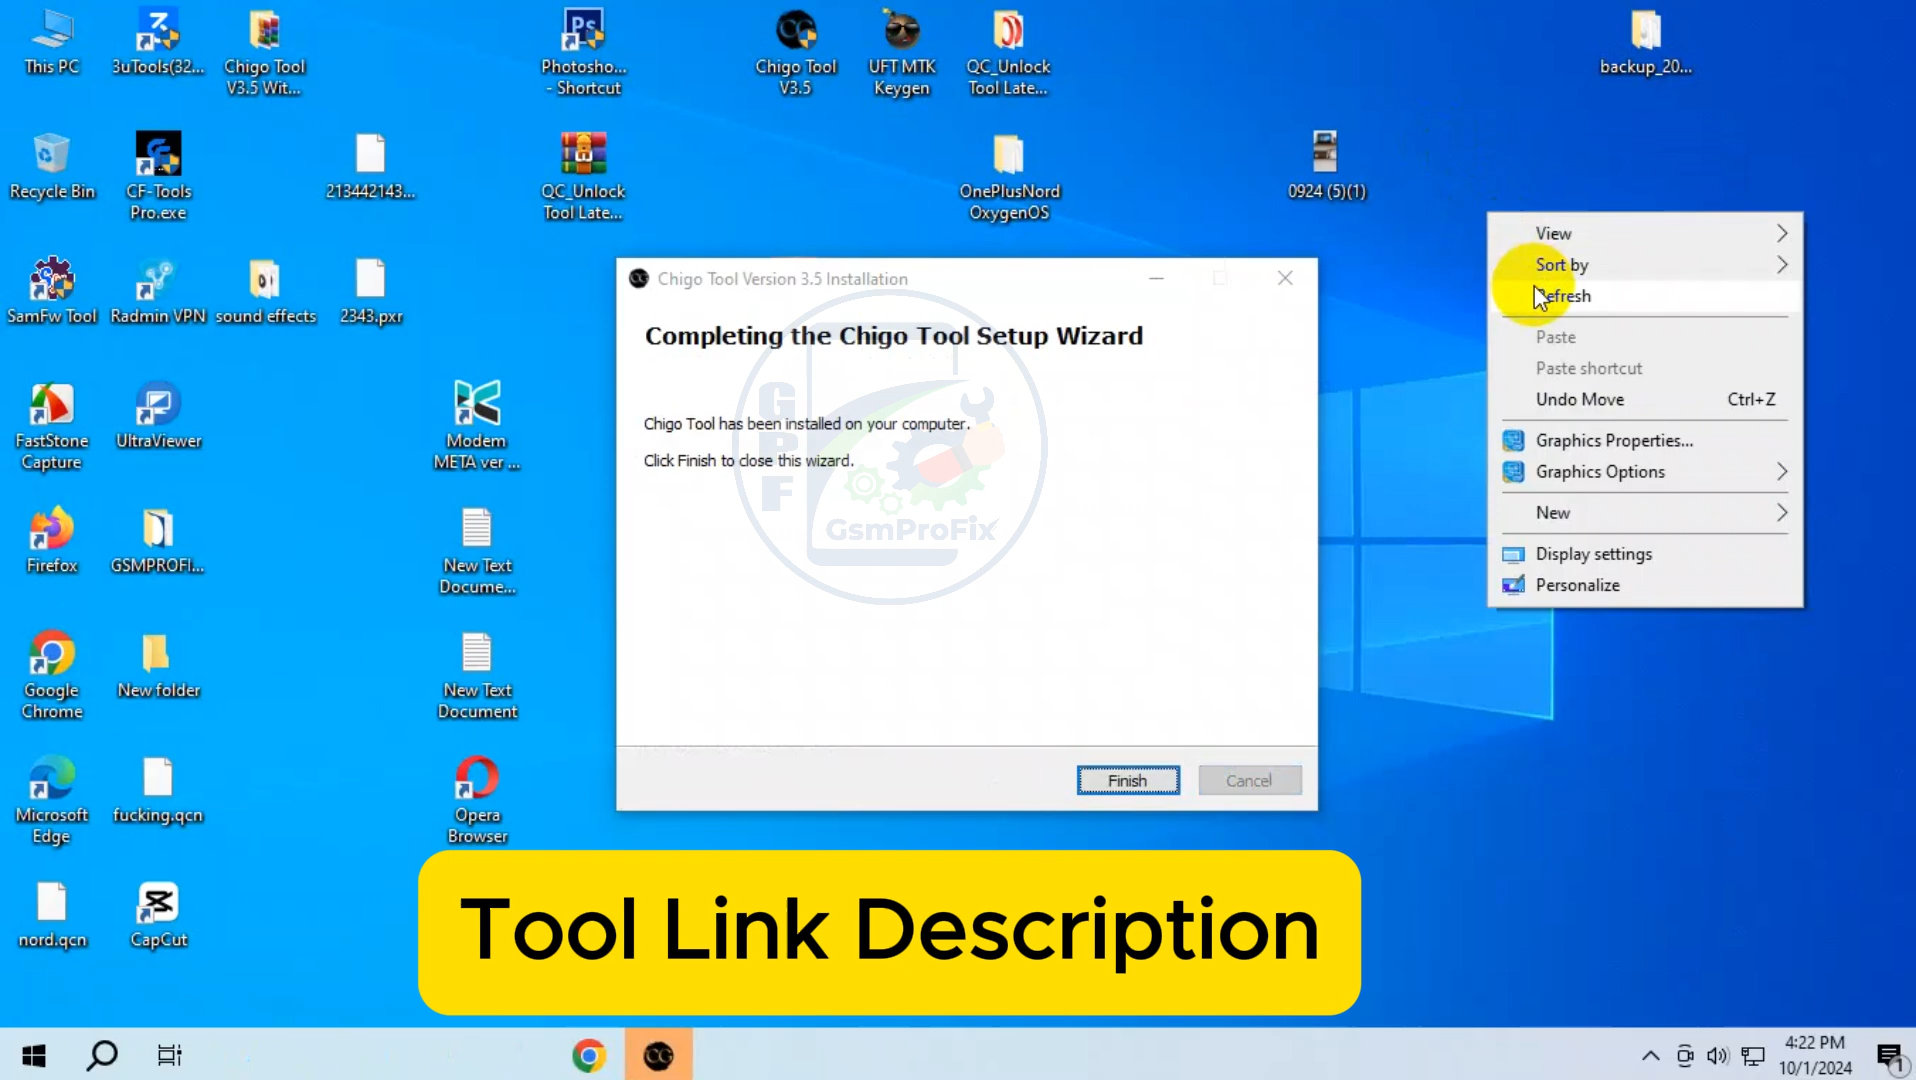 This PC
3uTools(32...
Chigo Tool
V3.5 Wit...
Photosho...
- Shortcut
Chigo Tool
V3.5
UFT MTK
Keygen
QC_Unlock
Tool Late...
backup_20...
Recycle Bin
CF-Tools
Pro.exe
213442143...
QC_Unlock
Tool Late...
OnePlusNord
OxygenOS
0924 (5)(1)
SamFw Tool
Radmin VPN
sound effects
2343.pxr
FastStone
Capture
UltraViewer
Modem
META ver ...
Firefox
GSMPROFI...
New Text
Docume...
Google
Chrome
New folder
New Text
Document
Microsoft
Edge
fucking.qcn
Opera
Browser
nord.qcn
CapCut
Chigo Tool Version 3.5 Installation
Completing the Chigo Tool Setup Wizard
Chigo Tool has been installed on your computer.
Click Finish to close this wizard.
GPF
GsmProFix
Finish
Cancel
View
Sort by
Refresh
Paste
Paste shortcut
Undo Move Ctrl+Z
Graphics Properties...
Graphics Options
New
Display settings
Personalize
Tool Link Description
4:22 PM
10/1/2024
1